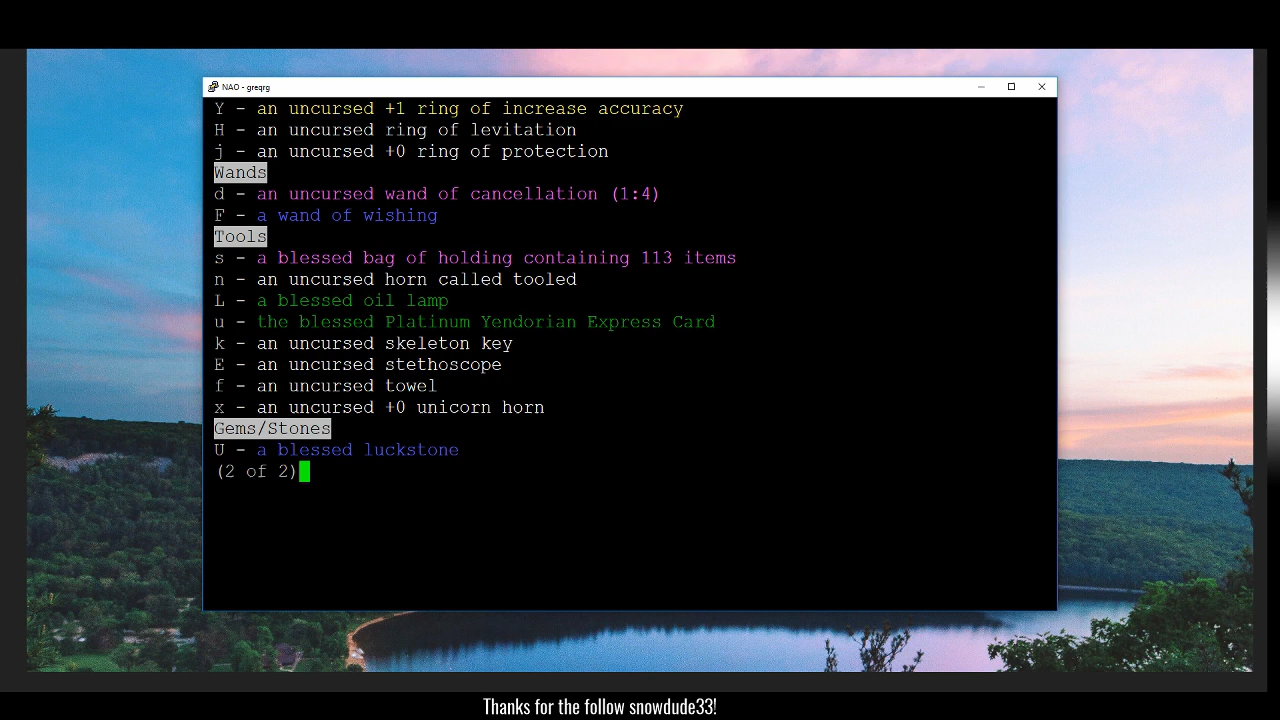 NAO - greqrg
Y - an uncursed +1 ring of increase accuracy
H - an uncursed ring of levitation
j - an uncursed +0 ring of protection
Wands
d - an uncursed wand of cancellation (1:4)
F - a wand of wishing
Tools
s - a blessed bag of holding containing 113 items
n - an uncursed horn called tooled
L - a blessed oil lamp
u - the blessed Platinum Yendorian Express Card
k - an uncursed skeleton key
E - an uncursed stethoscope
f - an uncursed towel
x - an uncursed +0 unicorn horn
Gems/Stones
U - a blessed luckstone
(2 of 2)
Thanks for the follow snowdude33!